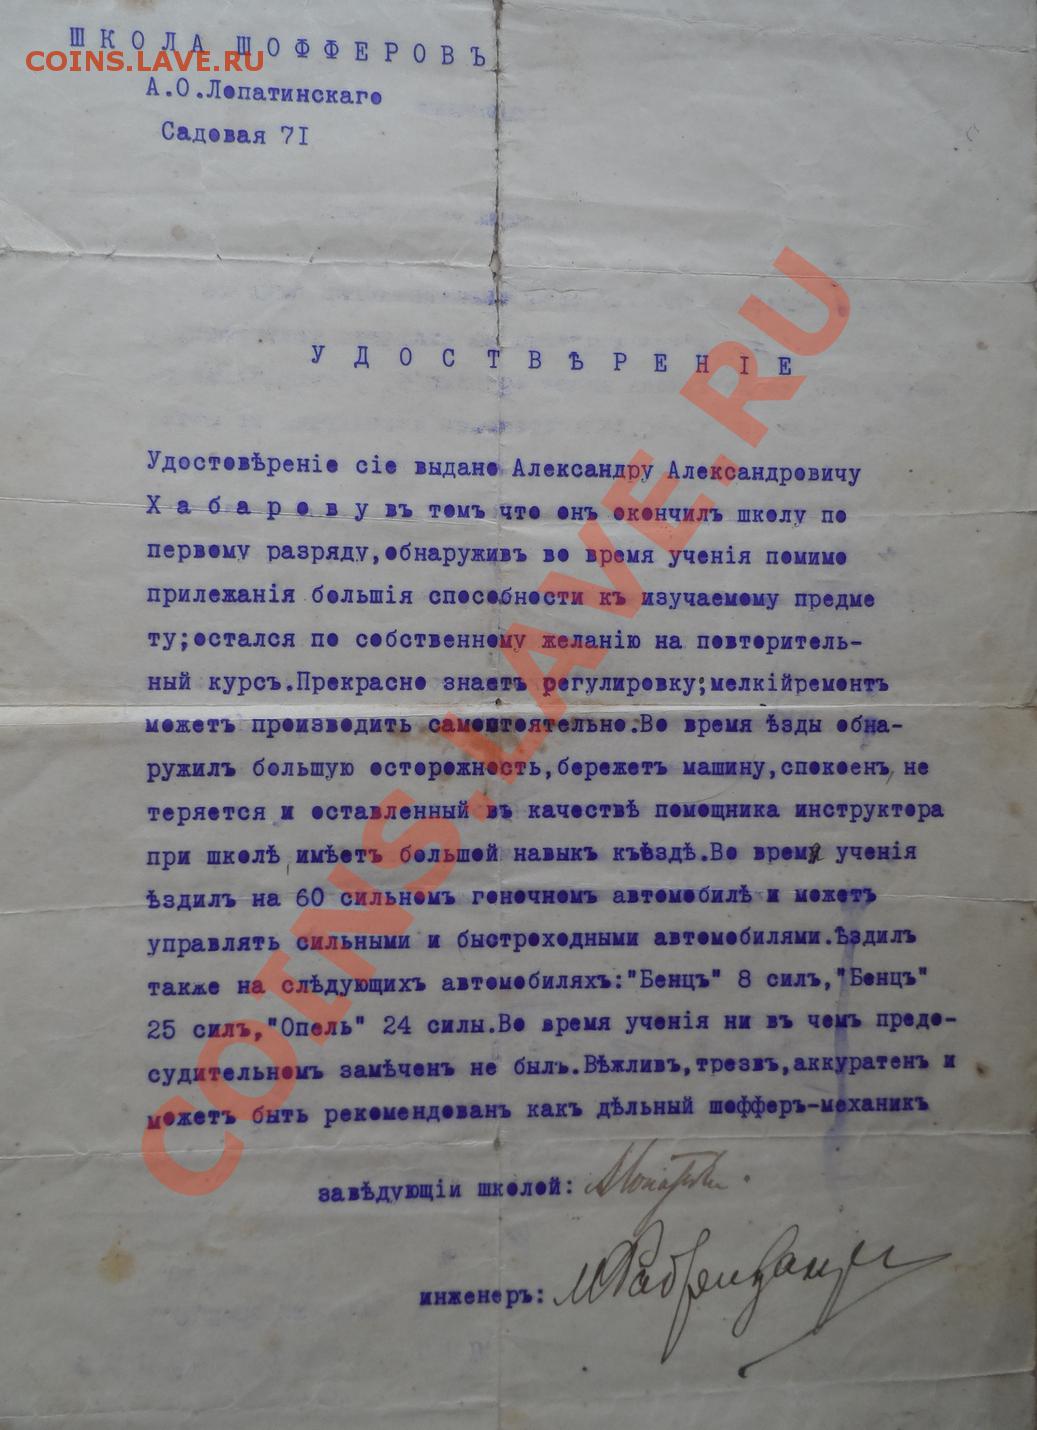 ШКОЛА ШОФФЕРОВЪ
COINS.LAVE.RU
А.О.Лопатинскаго
Садовая 7I
УДОСТВѢРЕНІЕ
Удостовѣреніе сіе выдано Александру Александровичу
Х а б а р о в у въ томъ что онъ окончилъ школу по
первому разряду,обнаруживъ во время ученія помимо
прилежанія большія способности къ изучаемому предме
ту;остался по собственному желанію на повторитель-
ный курсъ.Прекрасно знаетъ регулировку;мелкійремонтъ
можетъ производить самостоятельно.Во время ѣзды обна-
ружилъ большую осторожность,бережетъ машину,спокоенъ,не
теряется и оставленный въ качествѣ помощника инструктора
при школѣ,имѣетъ большой навыкъ къѣздѣ.Во время ученія
ѣздилъ на 60 сильномъ гоночномъ автомобилѣ и можетъ
управлять сильными и быстроходными автомобилями.Ѣздилъ
также на слѣдующихъ автомобиляхъ:"Бенцъ" 8 силъ,"Бенцъ"
25 силъ,"Опель" 24 силы.Во время ученія ни въ чемъ предо-
судительномъ замѣченъ не былъ.Вѣжливъ,трезвъ,аккуратенъ и
можетъ быть рекомендованъ какъ дѣльный шофферъ-механикъ
завѣдующіи школой:
инженеръ:
COINS.LAVE.RU